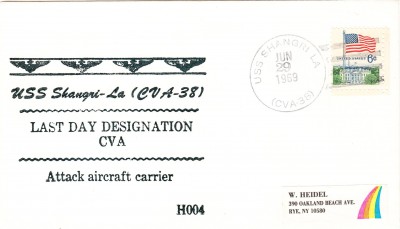 USS SHANGRI LA
JUN
29
1969
(CVA 38)
6¢
USS Shangri-La (CVA-38)
LAST DAY DESIGNATION
CVA
Attack aircraft carrier
H004
W. HEIDEL
390 OAKLAND BEACH AVE.
RYE, NY 10580